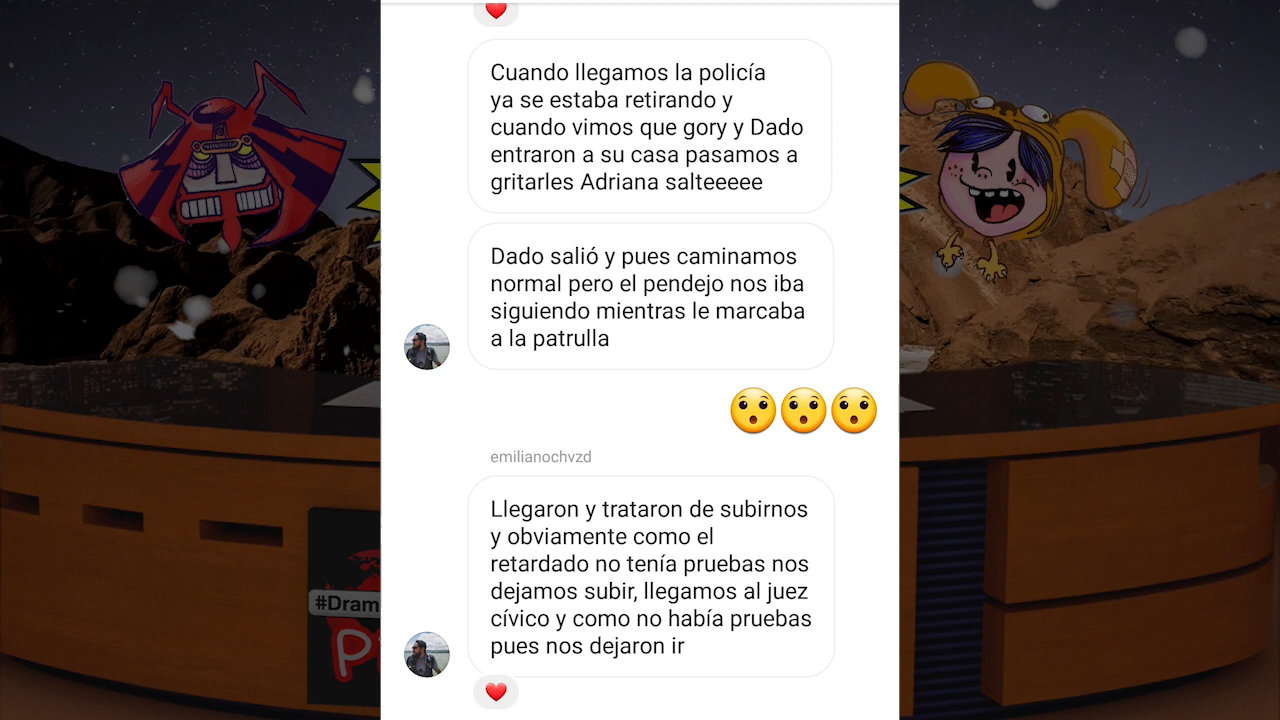 Cuando llegamos la policía
ya se estaba retirando y
cuando vimos que gory y Dado
entraron a su casa pasamos a
gritarles Adriana salteeeee
Dado salió y pues caminamos
normal pero el pendejo nos iba
siguiendo mientras le marcaba
a la patrulla
emilianochvzd
Llegaron y trataron de subirnos
y obviamente como el
retardado no tenía pruebas nos
dejamos subir, llegamos al juez
cívico y como no había pruebas
pues nos dejaron ir
#Dram